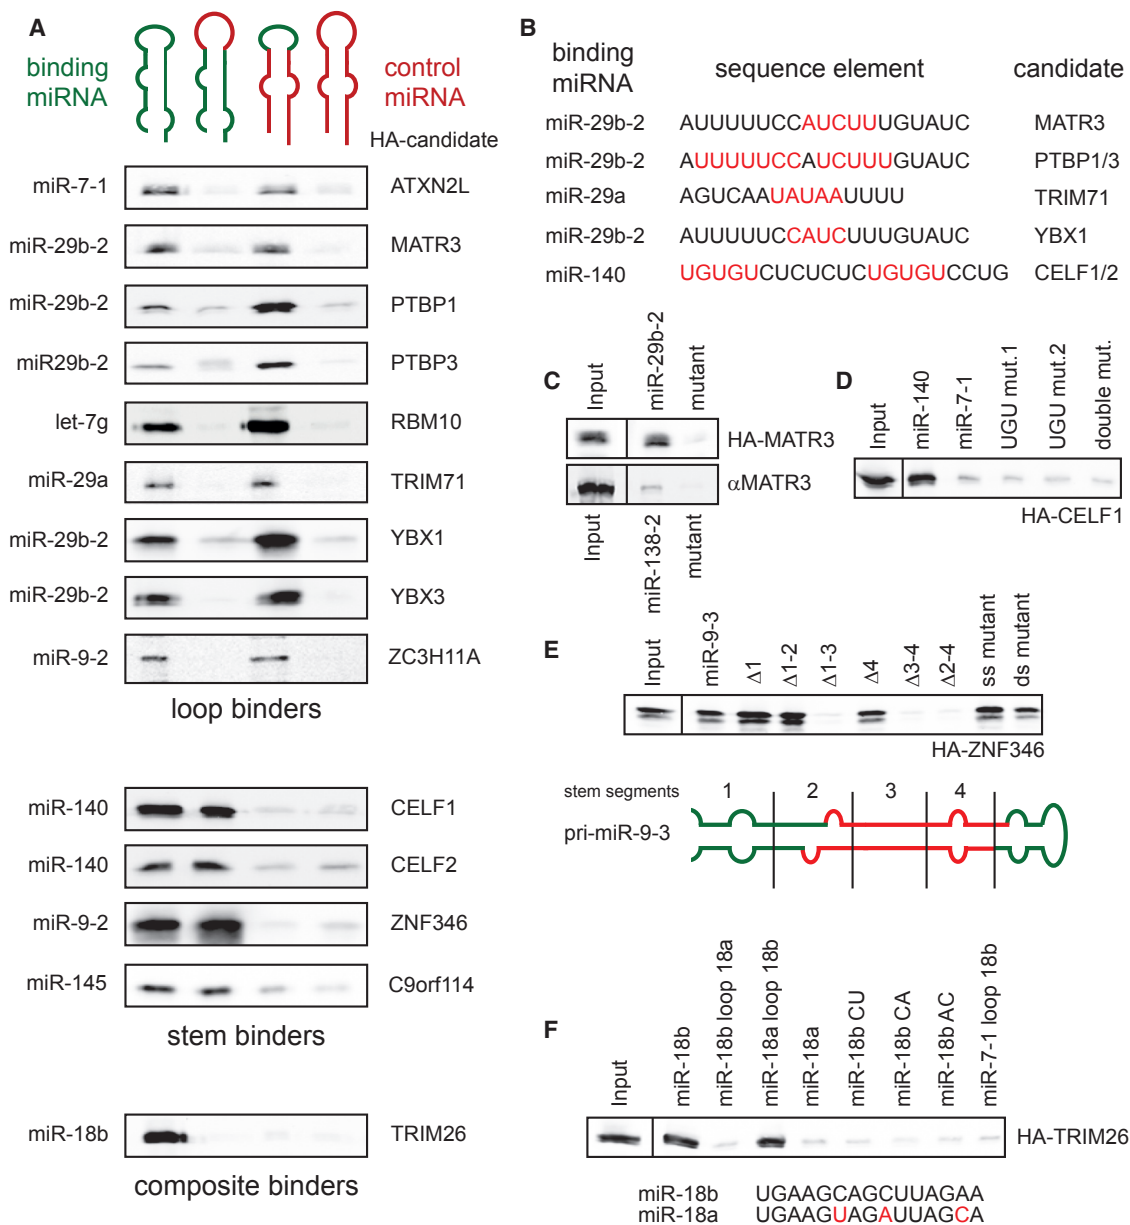 A
binding
miRNA
control
miRNA
HA-candidate
miR-7-1 ATXN2L
miR-29b-2 MATR3
miR-29b-2 PTBP1
miR29b-2 PTBP3
let-7g RBM10
miR-29a TRIM71
miR-29b-2 YBX1
miR-29b-2 YBX3
miR-9-2 ZC3H11A
loop binders
miR-140 CELF1
miR-140 CELF2
miR-9-2 ZNF346
miR-145 C9orf114
stem binders
miR-18b TRIM26
composite binders
B
binding
miRNA
sequence element
candidate
miR-29b-2 AUUUUUCCAUCUUUGUAUC MATR3
miR-29b-2 AUUUUUCCAUCUUUGUAUC PTBP1/3
miR-29a AGUCAAUAUAAUUUU TRIM71
miR-29b-2 AUUUUUCCAUCUUUGUAUC YBX1
miR-140 UGUGUCUCUCUCUGUGUCCUG CELF1/2
C
Input
miR-29b-2
mutant
HA-MATR3
αMATR3
Input
miR-138-2
mutant
D
Input
miR-140
miR-7-1
UGU mut.1
UGU mut.2
double mut.
HA-CELF1
E
Input
miR-9-3
Δ1
Δ1-2
Δ1-3
Δ4
Δ3-4
Δ2-4
ss mutant
ds mutant
HA-ZNF346
stem segments 1 2 3 4
pri-miR-9-3
F
Input
miR-18b
miR-18b loop 18a
miR-18a loop 18b
miR-18a
miR-18b CU
miR-18b CA
miR-18b AC
miR-7-1 loop 18b
HA-TRIM26
miR-18b UGAAGCAGCUUAGAA
miR-18a UGAAGUAGAUUAGCA